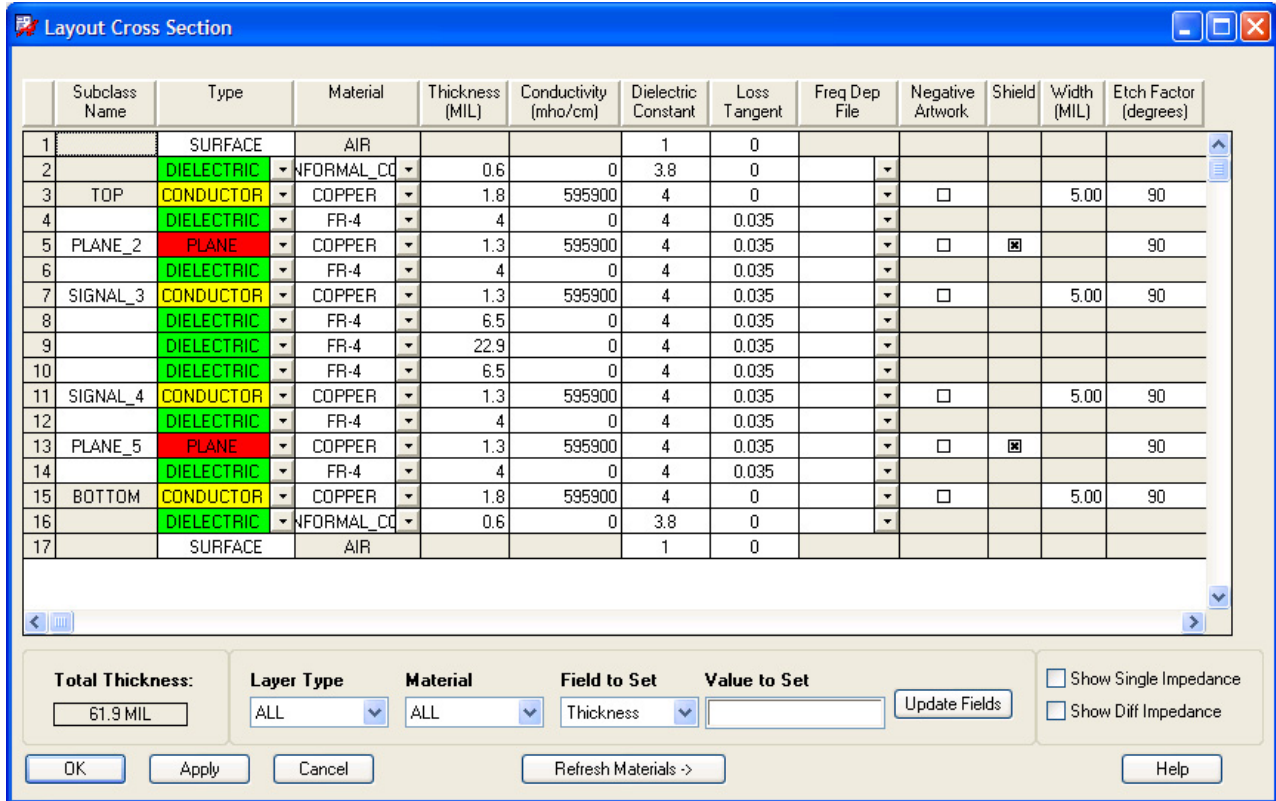 Layout Cross Section
Subclass Name Type Material Thickness (MIL) Conductivity (mho/cm) Dielectric Constant Loss Tangent Freq Dep File Negative Artwork Shield Width (MIL) Etch Factor (degrees)
1 SURFACE AIR 1 0
2 DIELECTRIC NFORMAL_CO 0.6 0 3.8 0
3 TOP CONDUCTOR COPPER 1.8 595900 4 0 5.00 90
4 DIELECTRIC FR-4 4 0 4 0.035
5 PLANE_2 PLANE COPPER 1.3 595900 4 0.035 90
6 DIELECTRIC FR-4 4 0 4 0.035
7 SIGNAL_3 CONDUCTOR COPPER 1.3 595900 4 0.035 5.00 90
8 DIELECTRIC FR-4 6.5 0 4 0.035
9 DIELECTRIC FR-4 22.9 0 4 0.035
10 DIELECTRIC FR-4 6.5 0 4 0.035
11 SIGNAL_4 CONDUCTOR COPPER 1.3 595900 4 0.035 5.00 90
12 DIELECTRIC FR-4 4 0 4 0.035
13 PLANE_5 PLANE COPPER 1.3 595900 4 0.035 90
14 DIELECTRIC FR-4 4 0 4 0.035
15 BOTTOM CONDUCTOR COPPER 1.8 595900 4 0 5.00 90
16 DIELECTRIC NFORMAL_CO 0.6 0 3.8 0
17 SURFACE AIR 1 0
Total Thickness: Layer Type Material Field to Set Value to Set
61.9 MIL ALL ALL Thickness Update Fields
Show Single Impedance
Show Diff Impedance
OK Apply Cancel Refresh Materials -> Help